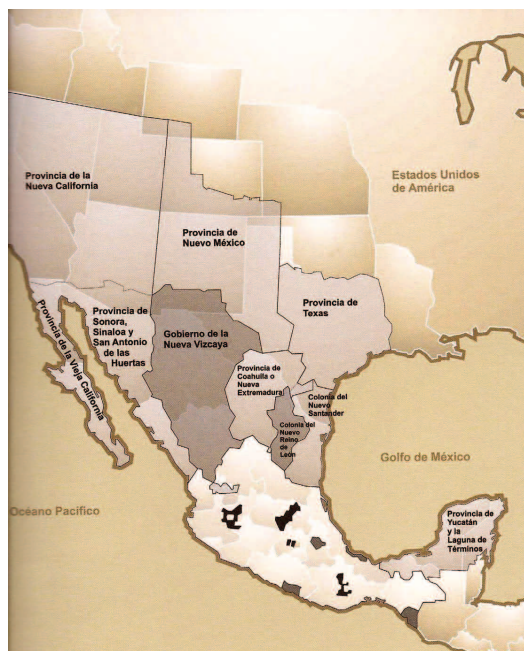 Provincia de la
Nueva California
Estados Unidos
de América
Provincia de
Nuevo México
Provincia de la Vieja California
Provincia de
Sonora,
Sinaloa y
San Antonio
de las
Huertas
Gobierno de la
Nueva Vizcaya
Provincia de
Texas
Provincia de
Coahuila o
Nueva
Extremadura
Colonia del
Nuevo
Santander
Colonia del
Nuevo
Reino
de
León
Golfo de México
Océano Pacífico
Provincia de
Yucatán
y la
Laguna de
Términos